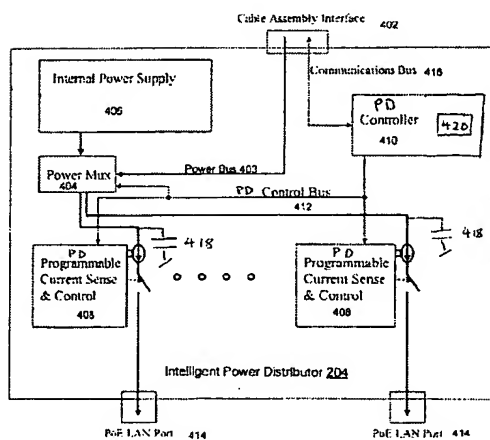 Cable Assembly Interface 402
Internal Power Supply
406
Communications Bus 416
PD
Controller
410
420
Power Mux
404
Power Bus 403
PD Control Bus
412
418
418
PD
Programmable
Current Sense
& Control
408
PD
Programmable
Current Sense
& Control
408
Intelligent Power Distributor 204
PoE LAN Port 414
PoE LAN Port 414